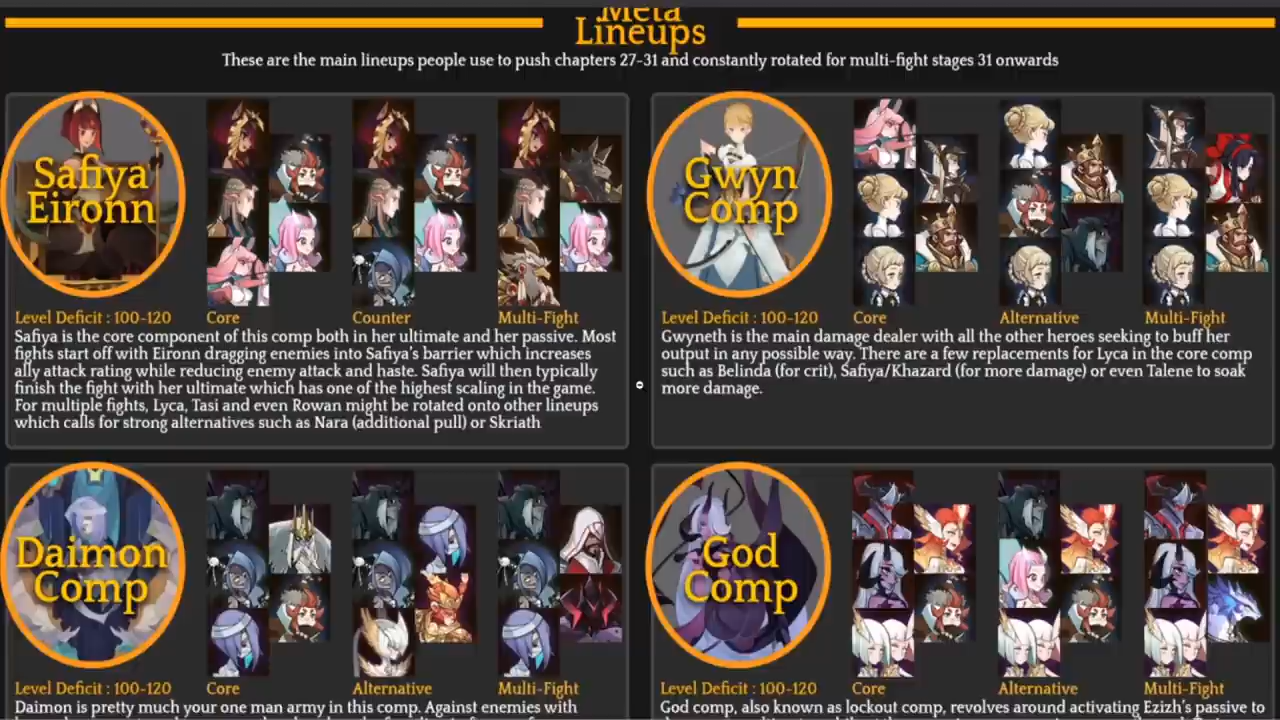 Meta
Lineups
These are the main lineups people use to push chapters 27-31 and constantly rotated for multi-fight stages 31 onwards
Safiya
Eironn
Level Deficit : 100-120
Core
Counter
Multi-Fight
Safiya is the core component of this comp both in her ultimate and her passive. Most
fights start off with Eironn dragging enemies into Safiya's barrier which increases
ally attack rating while reducing enemy attack and haste. Safiya will then typically
finish the fight with her ultimate which has one of the highest scaling in the game.
For multiple fights, Lyca, Tasi and even Rowan might be rotated onto other lineups
which calls for strong alternatives such as Nara (additional pull) or Skriath
Gwyn
Comp
Level Deficit : 100-120
Core
Alternative
Multi-Fight
Gwyneth is the main damage dealer with all the other heroes seeking to buff her
output in any possible way. There are a few replacements for Lyca in the core comp
such as Belinda (for crit), Safiya/Khazard (for more damage) or even Talene to soak
more damage.
Daimon
Comp
Level Deficit : 100-120
Core
Alternative
Multi-Fight
Daimon is pretty much your one man army in this comp. Against enemies with
God
Comp
Level Deficit : 100-120
Core
Alternative
Multi-Fight
God comp, also known as lockout comp, revolves around activating Ezizh's passive to